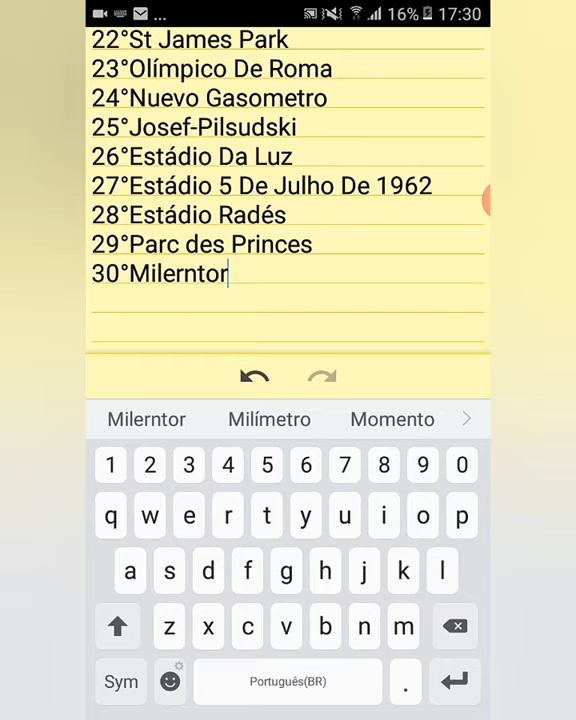 ... 16% 17:30
22°St James Park
23°Olímpico De Roma
24°Nuevo Gasometro
25°Josef-Pilsudski
26°Estádio Da Luz
27°Estádio 5 De Julho De 1962
28°Estádio Radés
29°Parc des Princes
30°Milerntor
Milerntor Milímetro Momento >
1 2 3 4 5 6 7 8 9 0
q w e r t y u i o p
a s d f g h j k l
z x c v b n m
Sym Português(BR) .